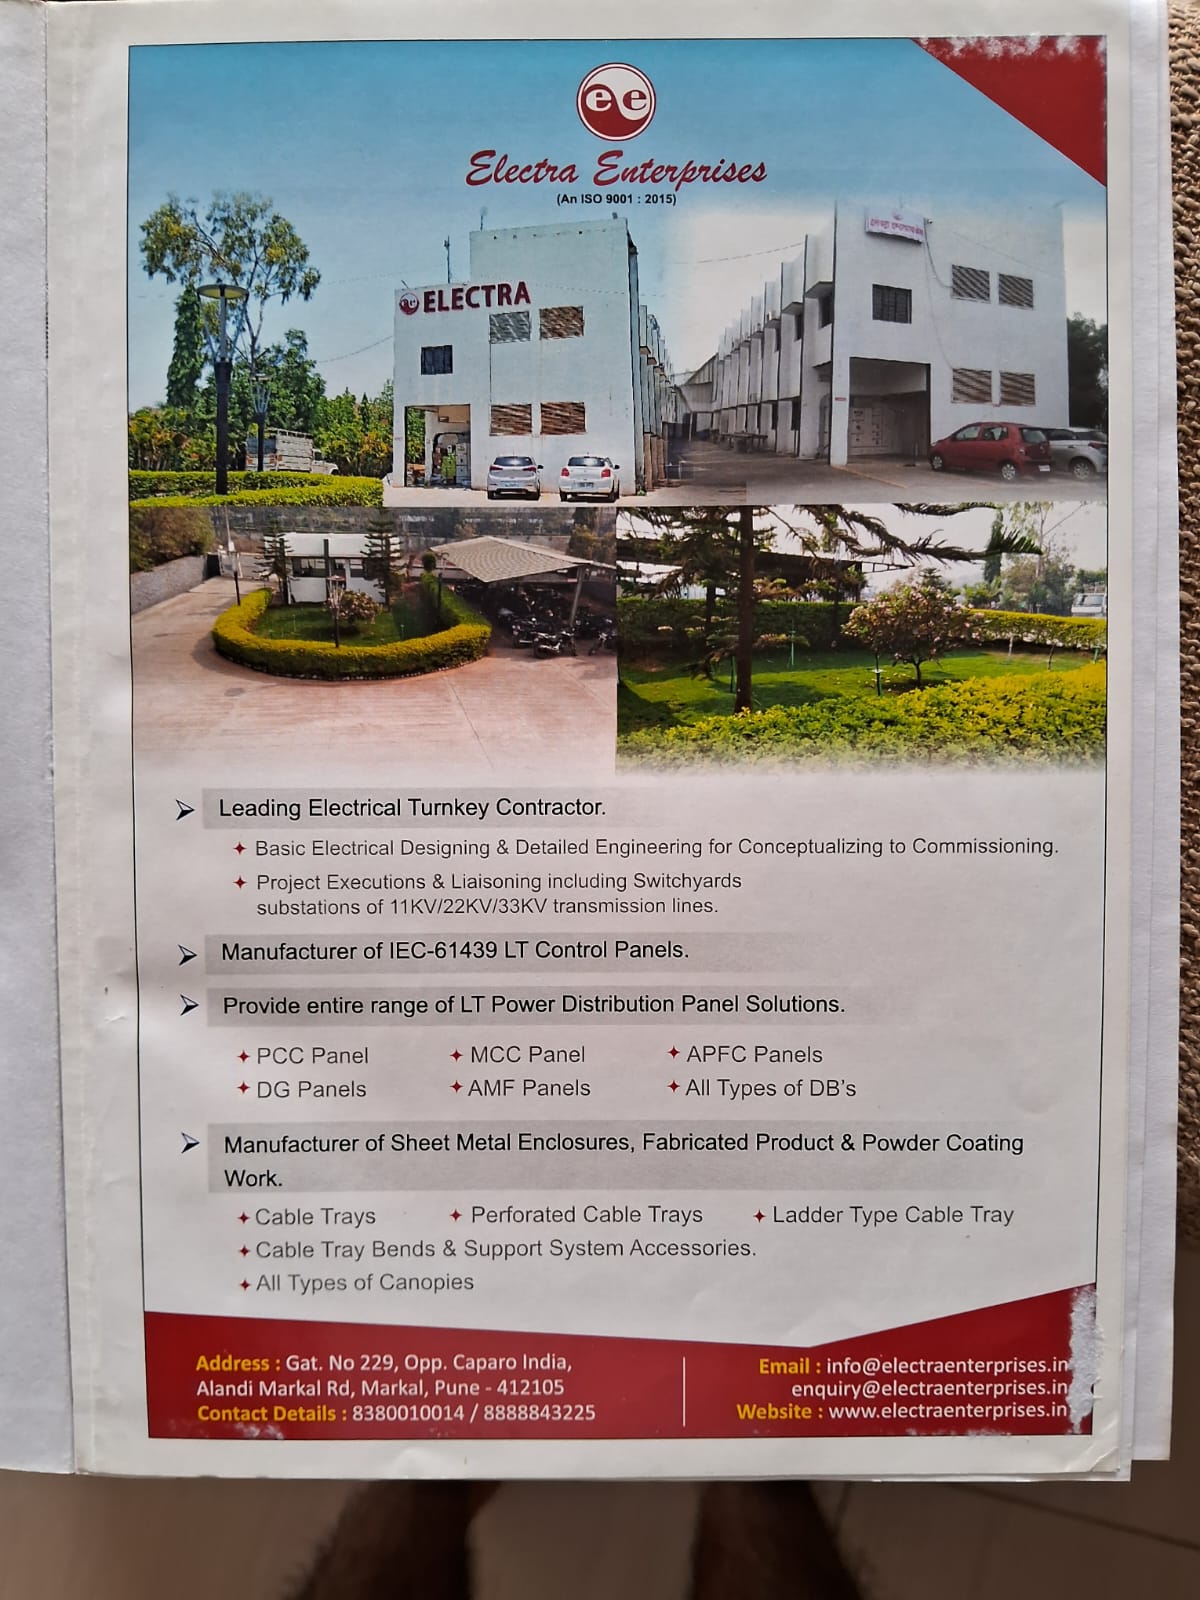 ee
Electra Enterprises
(An ISO 9001 : 2015)
ee ELECTRA
Leading Electrical Turnkey Contractor.
Basic Electrical Designing & Detailed Engineering for Conceptualizing to Commissioning.
Project Executions & Liaisoning including Switchyards
substations of 11KV/22KV/33KV transmission lines.
Manufacturer of IEC-61439 LT Control Panels.
Provide entire range of LT Power Distribution Panel Solutions.
PCC Panel MCC Panel APFC Panels
DG Panels AMF Panels All Types of DB's
Manufacturer of Sheet Metal Enclosures, Fabricated Product & Powder Coating
Work.
Cable Trays Perforated Cable Trays Ladder Type Cable Tray
Cable Tray Bends & Support System Accessories.
All Types of Canopies
Address : Gat. No 229, Opp. Caparo India,
Alandi Markal Rd, Markal, Pune - 412105
Contact Details : 8380010014 / 8888843225
Email : info@electraenterprises.in
enquiry@electraenterprises.in
Website : www.electraenterprises.in